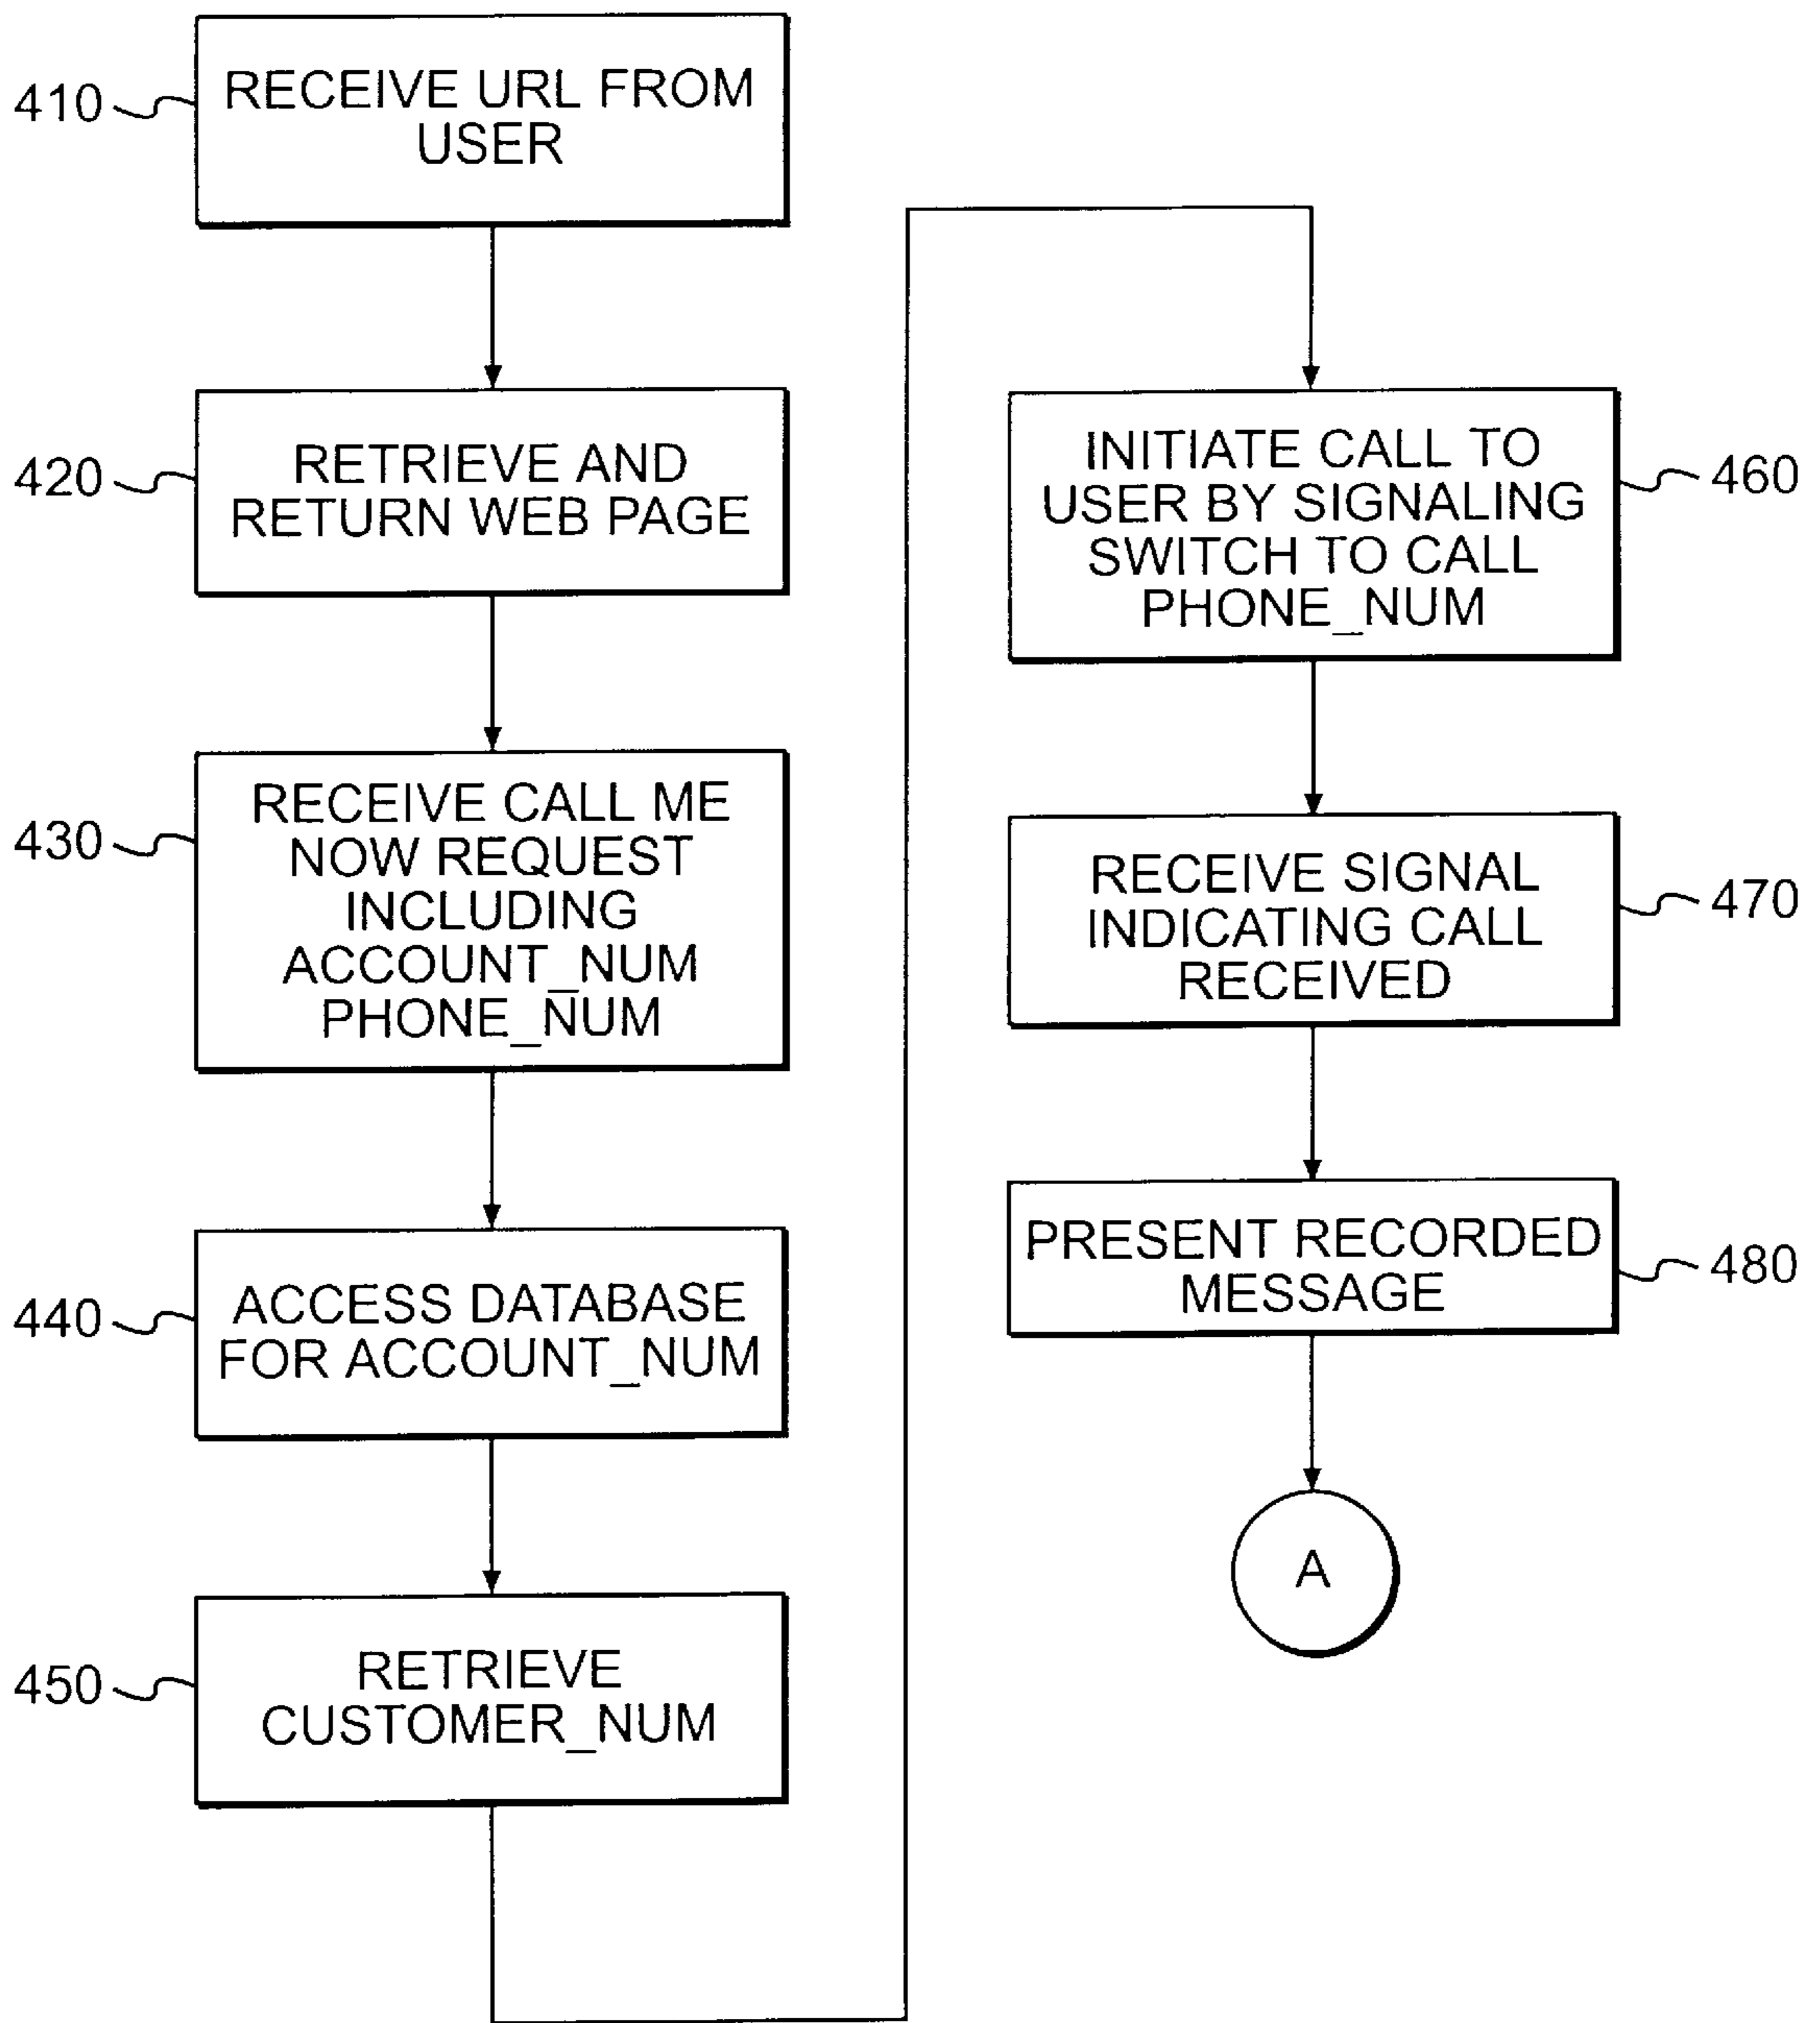 410
RECEIVE URL FROM
USER
420
RETRIEVE AND
RETURN WEB PAGE
430
RECEIVE CALL ME
NOW REQUEST
INCLUDING
ACCOUNT_NUM
PHONE_NUM
440
ACCESS DATABASE
FOR ACCOUNT_NUM
450
RETRIEVE
CUSTOMER_NUM
INITIATE CALL TO
USER BY SIGNALING
SWITCH TO CALL
PHONE_NUM
460
RECEIVE SIGNAL
INDICATING CALL
RECEIVED
470
PRESENT RECORDED
MESSAGE
480
A